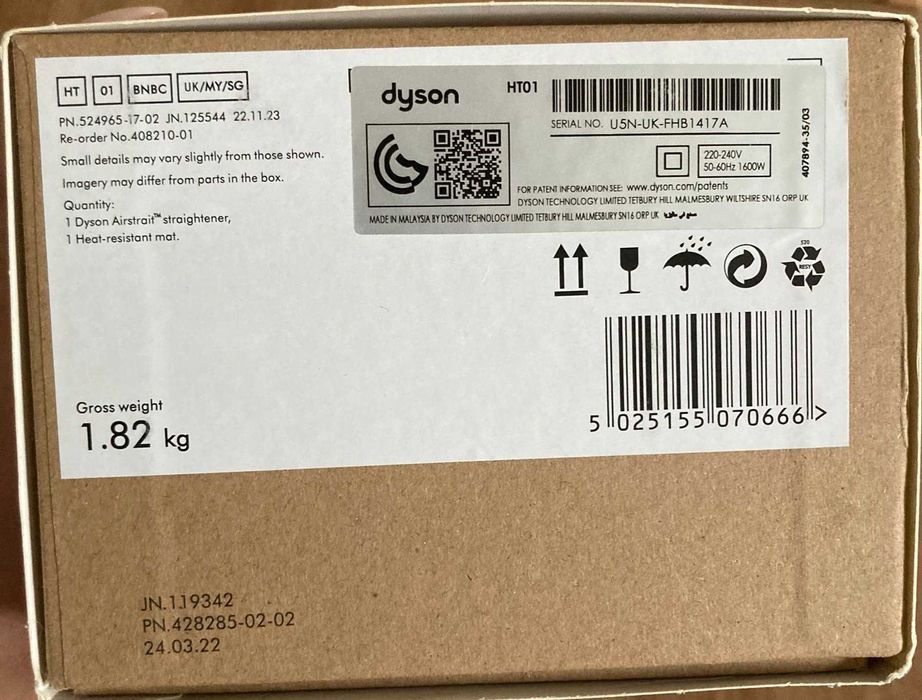 HT 01 BNBC UK/MY/SG
PN.524965-17-02 JN.125544 22.11.23
Re-order No.408210-01
Small details may vary slightly from those shown.
Imagery may differ from parts in the box.
Quantity:
1 Dyson Airstrait™ straightener,
1 Heat-resistant mat.
dyson HT01
SERIAL NO. U5N-UK-FHB1417A
407894-35/03
220-240V
50-60Hz 1600W
FOR PATENT INFORMATION SEE: www.dyson.com/patents
DYSON TECHNOLOGY LIMITED TETBURY HILL MALMESBURY WILTSHIRE SN16 ORP UK
MADE IN MALAYSIA BY DYSON TECHNOLOGY LIMITED TETBURY HILL MALMESBURY SN16 ORP UK
S20
RESY
5 025155 070666 >
Gross weight
1.82 kg
JN.119342
PN.428285-02-02
24.03.22